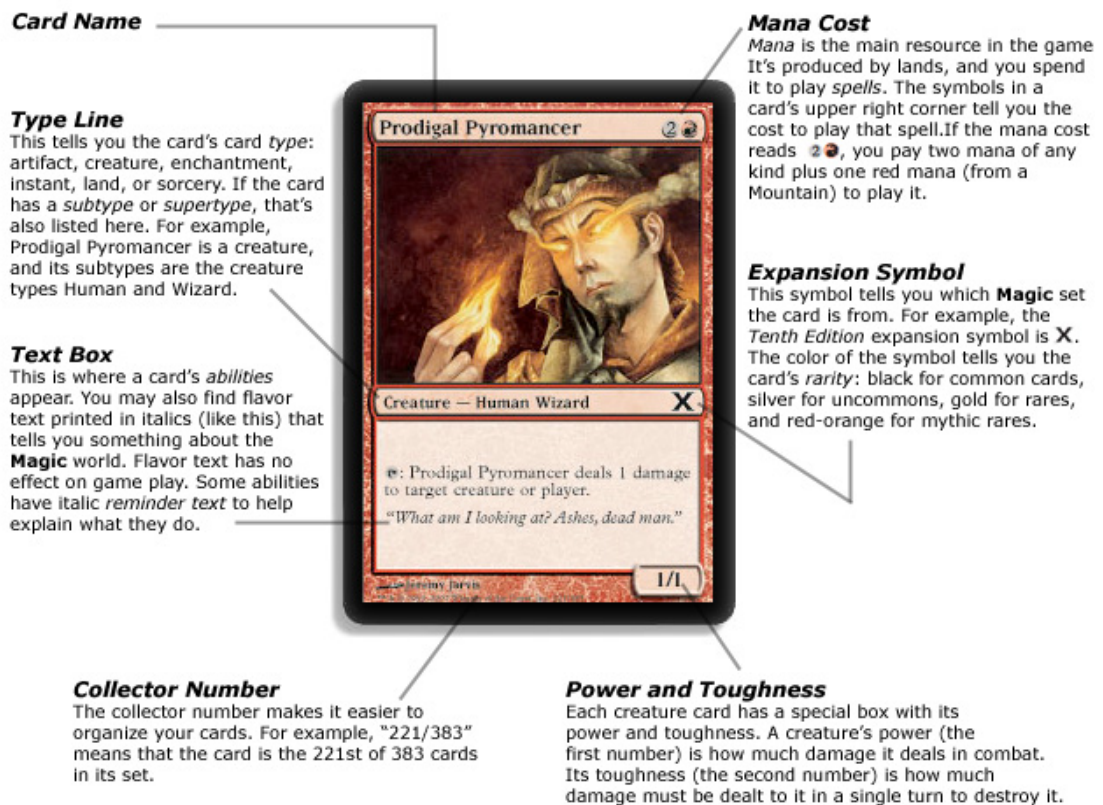 Card Name
Type Line
This tells you the card's card type:
artifact, creature, enchantment,
instant, land, or sorcery. If the card
has a subtype or supertype, that's
also listed here. For example,
Prodigal Pyromancer is a creature,
and its subtypes are the creature
types Human and Wizard.
Text Box
This is where a card's abilities
appear. You may also find flavor
text printed in italics (like this) that
tells you something about the
Magic world. Flavor text has no
effect on game play. Some abilities
have italic reminder text to help
explain what they do.
Prodigal Pyromancer 2
Creature — Human Wizard X
: Prodigal Pyromancer deals 1 damage
to target creature or player.
"What am I looking at? Ashes, dead man."
Jeremy Jarvis
1/1
Mana Cost
Mana is the main resource in the game
It's produced by lands, and you spend
it to play spells. The symbols in a
card's upper right corner tell you the
cost to play that spell.If the mana cost
reads 2 , you pay two mana of any
kind plus one red mana (from a
Mountain) to play it.
Expansion Symbol
This symbol tells you which Magic set
the card is from. For example, the
Tenth Edition expansion symbol is X.
The color of the symbol tells you the
card's rarity: black for common cards,
silver for uncommons, gold for rares,
and red-orange for mythic rares.
Collector Number
The collector number makes it easier to
organize your cards. For example, "221/383"
means that the card is the 221st of 383 cards
in its set.
Power and Toughness
Each creature card has a special box with its
power and toughness. A creature's power (the
first number) is how much damage it deals in combat.
Its toughness (the second number) is how much
damage must be dealt to it in a single turn to destroy it.